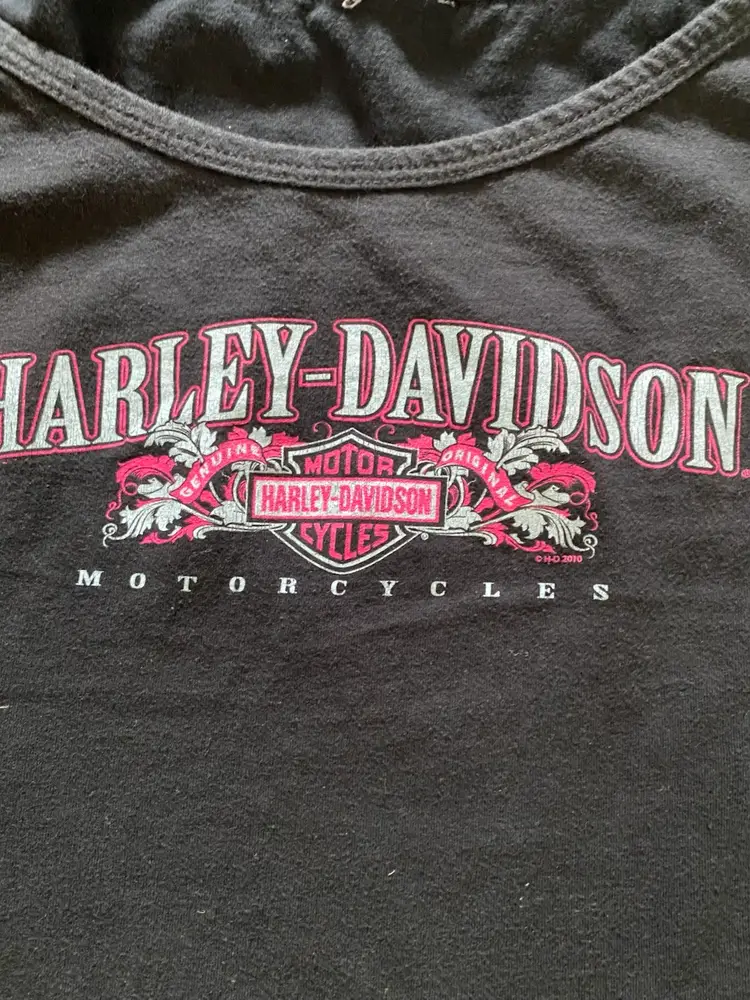 HARLEY-DAVIDSON
GENUINE
ORIGINAL
MOTOR
HARLEY-DAVIDSON
CYCLES
®
© H-D 2010
MOTORCYCLES